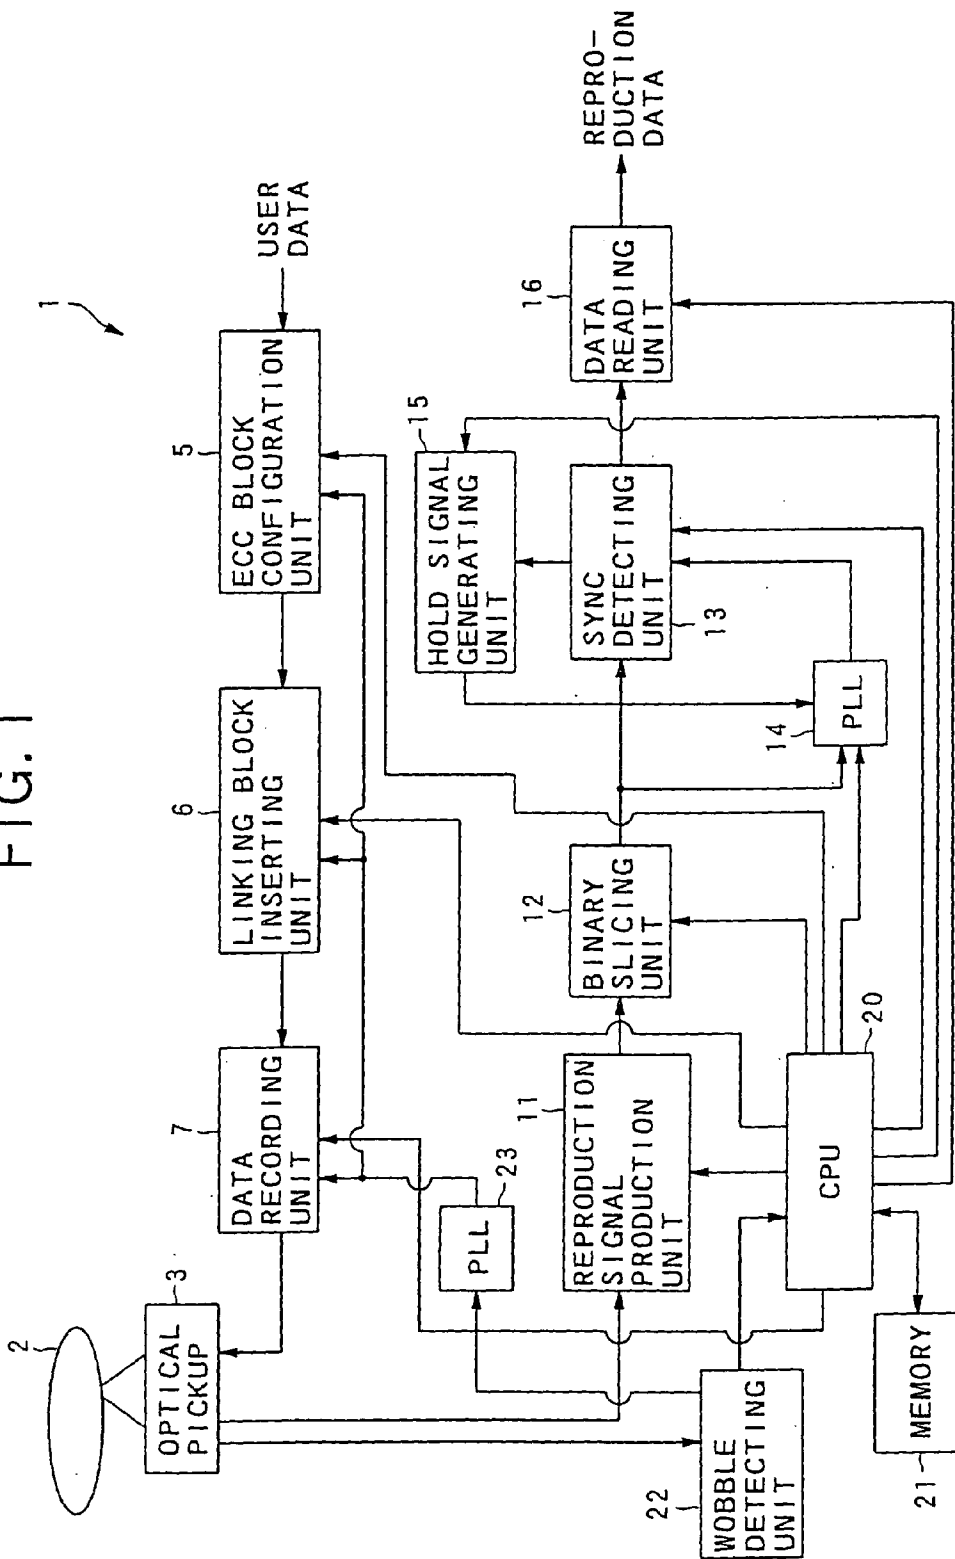 FIG. 1
1
2
3
OPTICAL
PICKUP
7
DATA
RECORDING
UNIT
6
LINKING BLOCK
INSERTING
UNIT
5
ECC BLOCK
CONFIGURATION
UNIT
USER
DATA
23
PLL
15
HOLD SIGNAL
GENERATING
UNIT
11
REPRODUCTION
SIGNAL
PRODUCTION
UNIT
12
BINARY
SLICING
UNIT
SYNC
DETECTING
UNIT
13
16
DATA
READING
UNIT
REPRO-
DUCTION
DATA
14
PLL
22
WOBBLE
DETECTING
UNIT
20
CPU
21
MEMORY